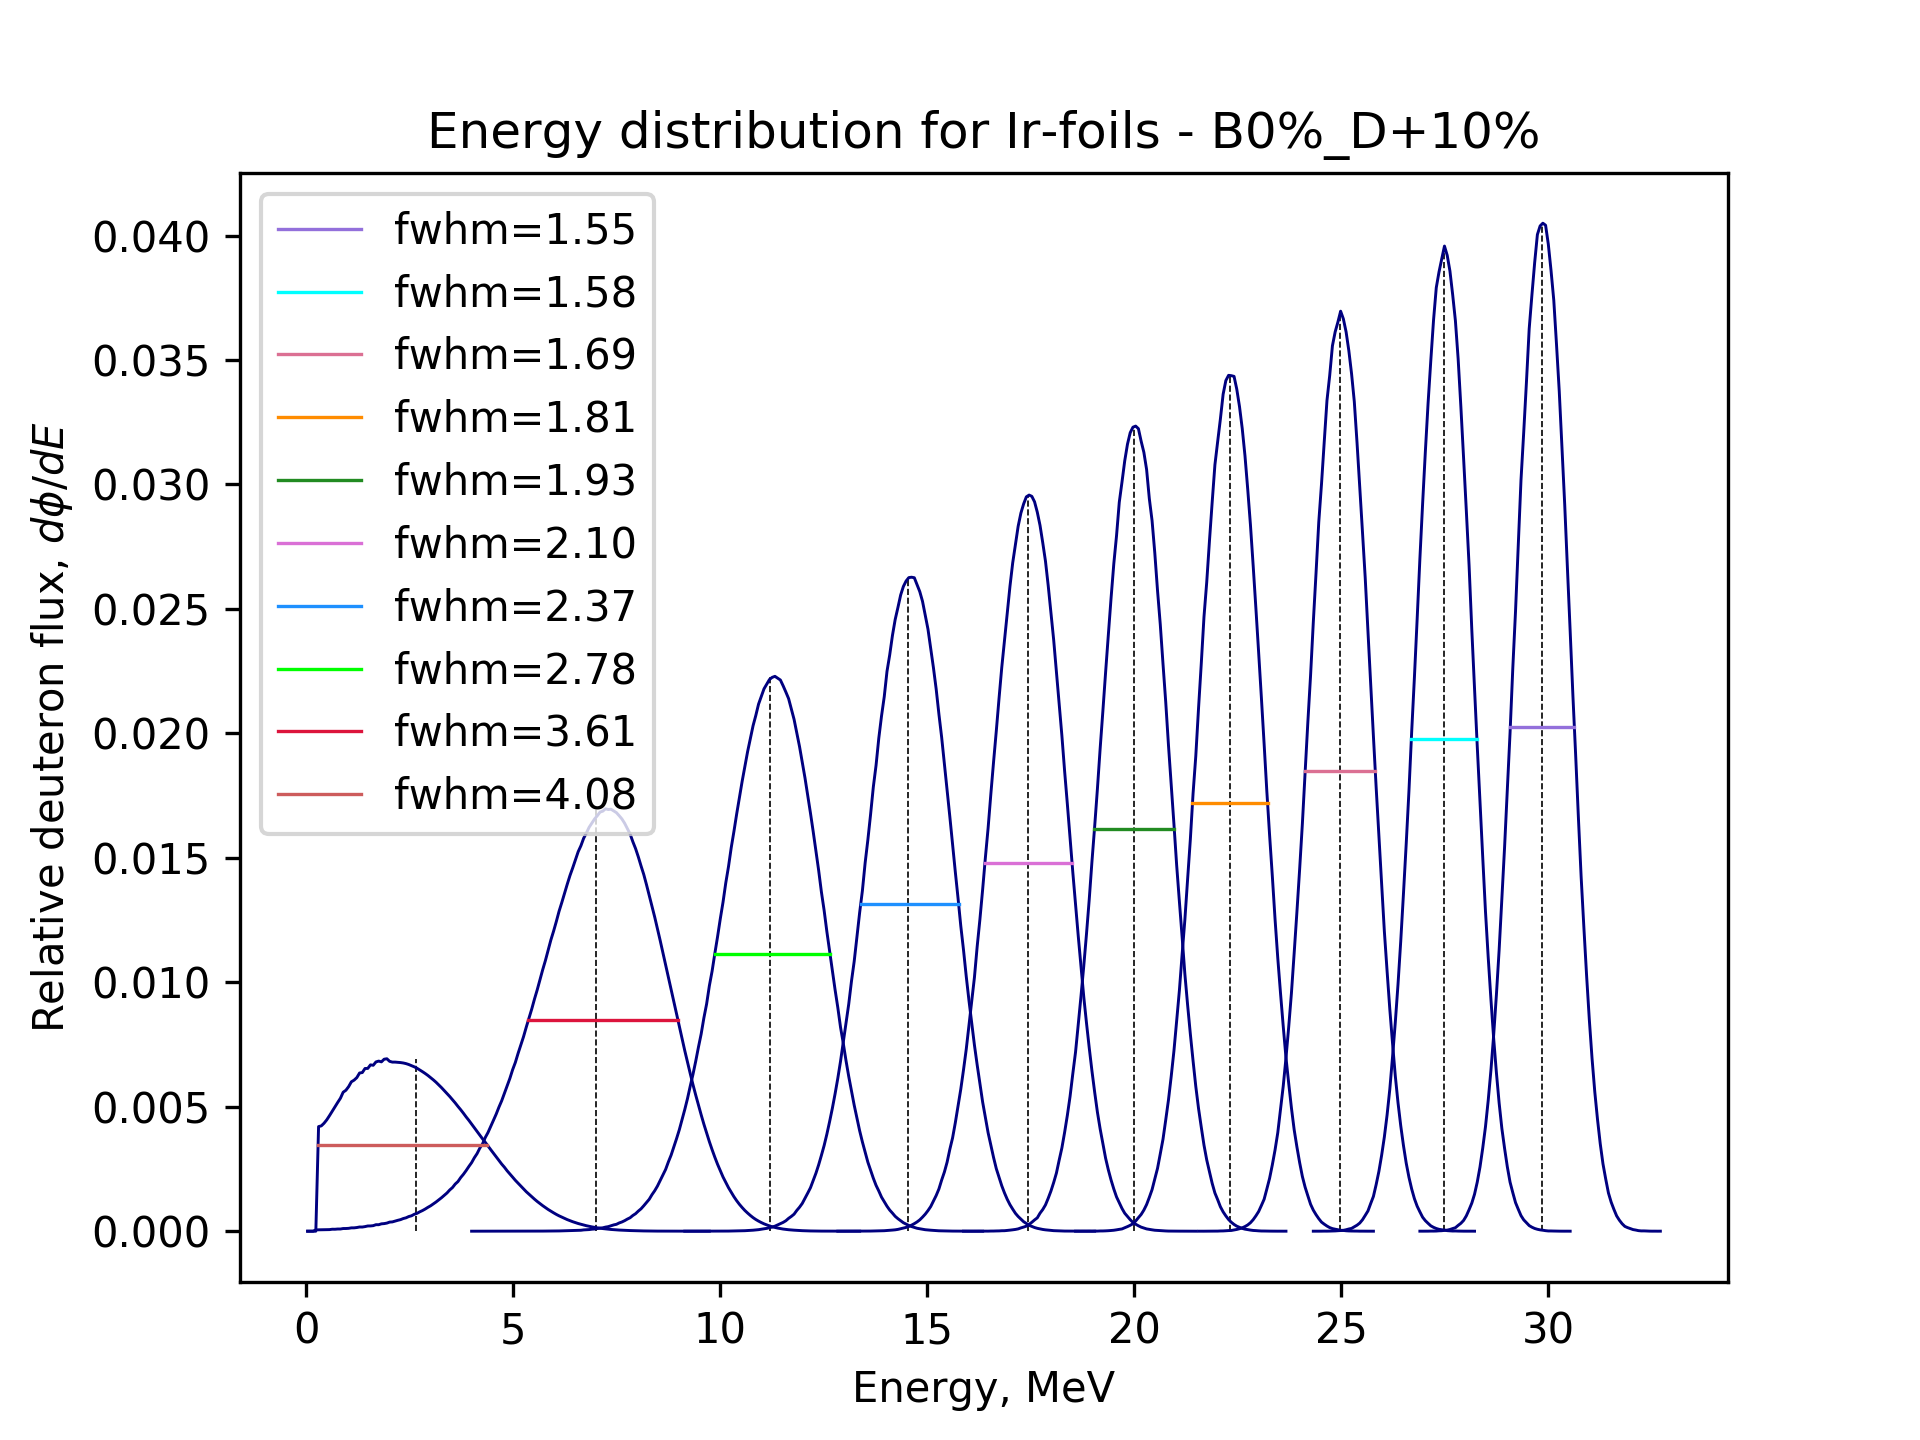 Energy distribution for Ir-foils - B0%_D+10%
fwhm=1.55
fwhm=1.58
fwhm=1.69
fwhm=1.81
fwhm=1.93
fwhm=2.10
fwhm=2.37
fwhm=2.78
fwhm=3.61
fwhm=4.08
Relative deuteron flux, dϕ/dE
0.040
0.035
0.030
0.025
0.020
0.015
0.010
0.005
0.000
0 5 10 15 20 25 30
Energy, MeV